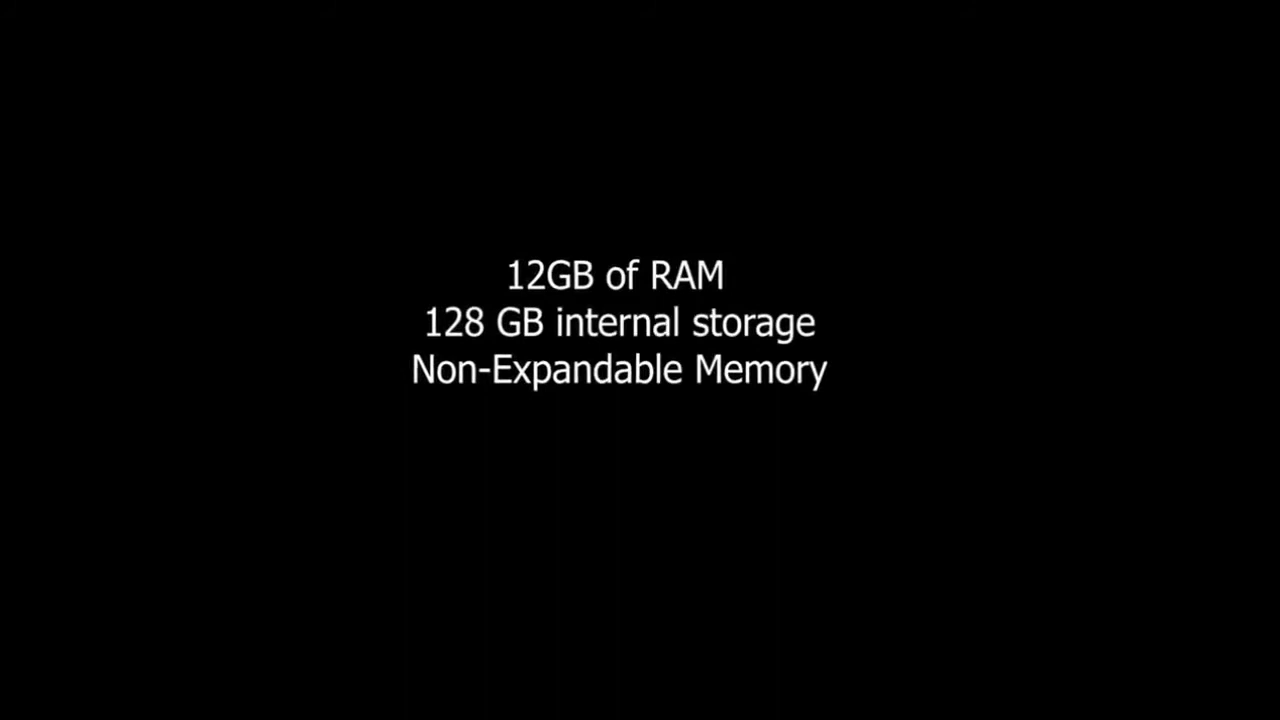 12GB of RAM
128 GB internal storage
Non-Expandable Memory